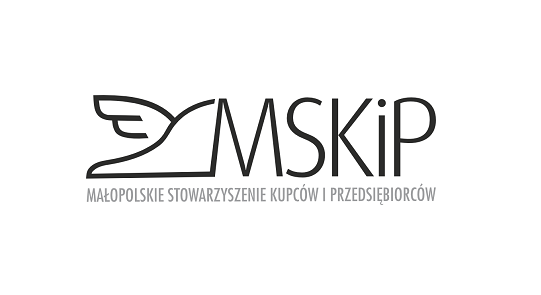 MSKiP
MAŁOPOLSKIE STOWARZYSZENIE KUPCÓW I PRZEDSIĘBIORCÓW